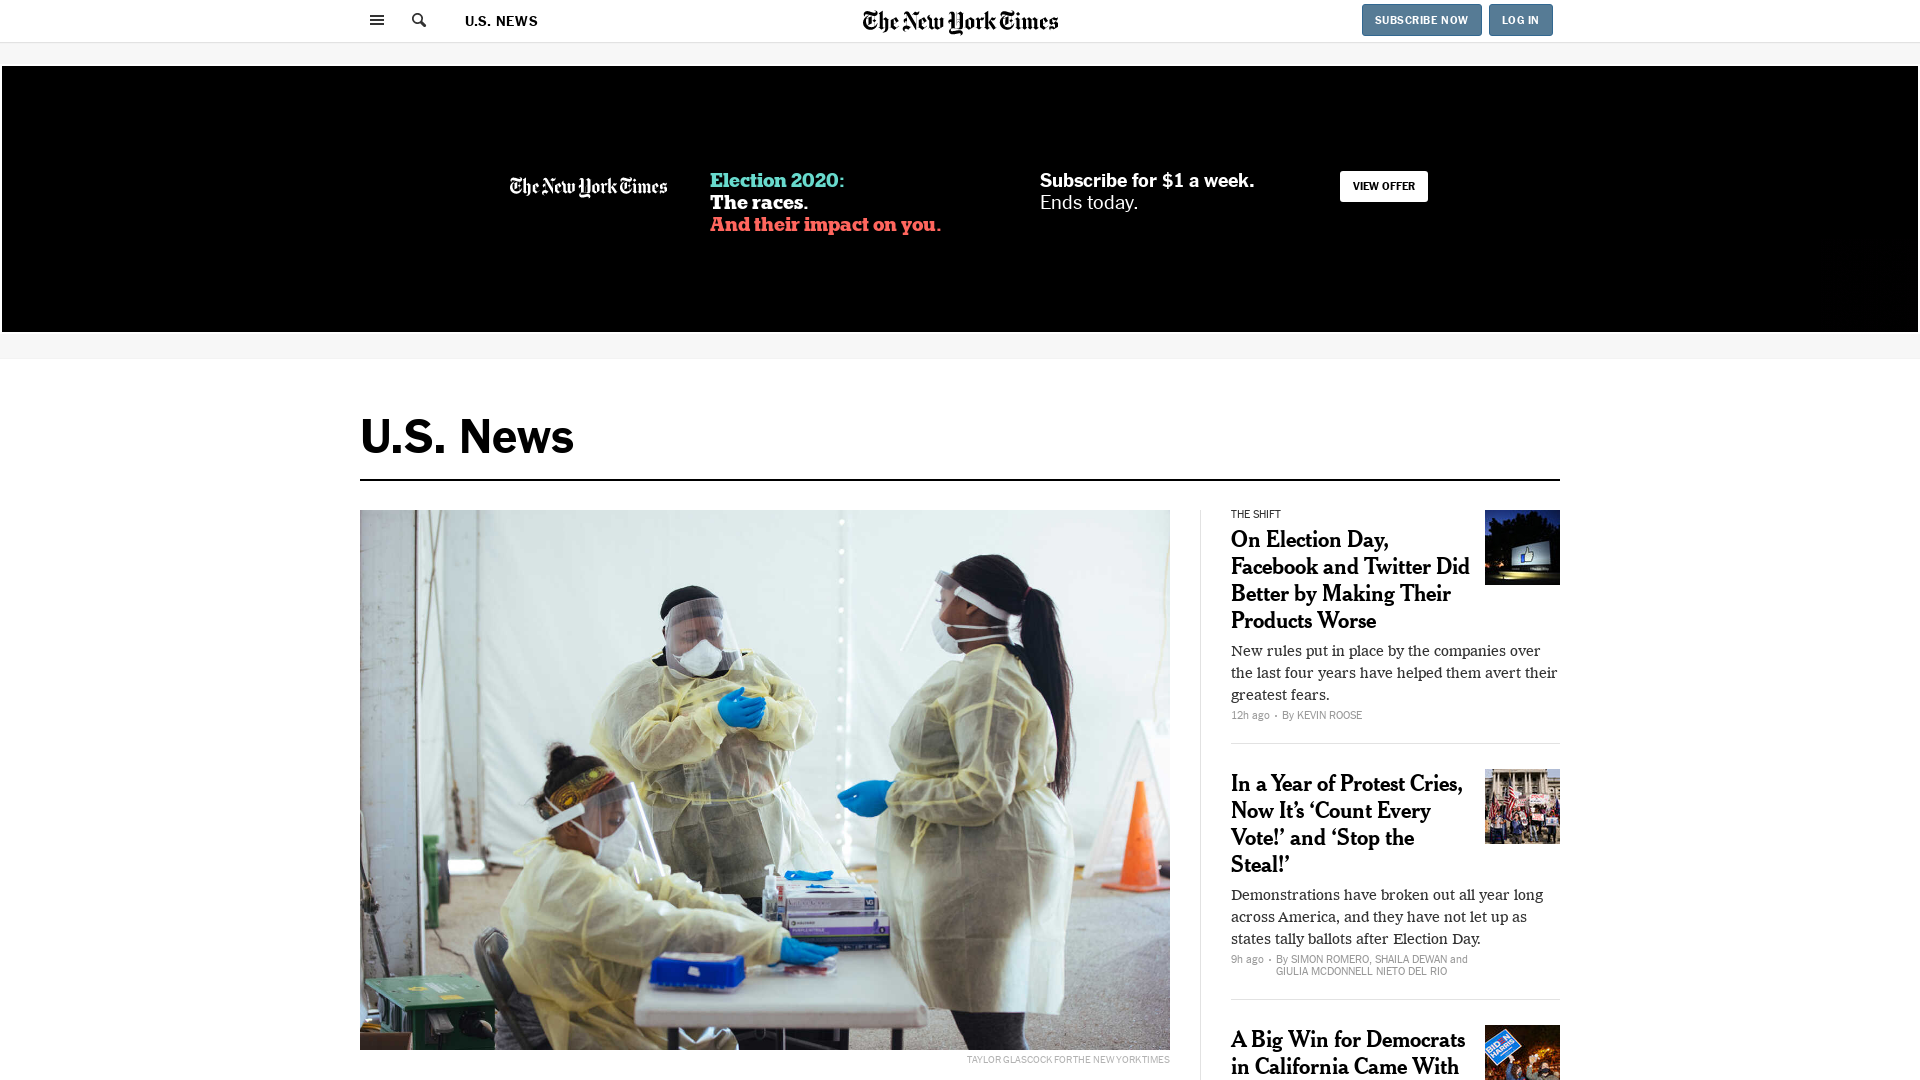 U.S. NEWS
The New York Times
SUBSCRIBE NOW
LOG IN
The New York Times
Election 2020:
The races.
And their impact on you.
Subscribe for $1 a week.
Ends today.
VIEW OFFER
U.S. News
TAYLOR GLASCOCK FOR THE NEW YORK TIMES
THE SHIFT
On Election Day,
Facebook and Twitter Did
Better by Making Their
Products Worse
New rules put in place by the companies over
the last four years have helped them avert their
greatest fears.
12h ago • By KEVIN ROOSE
In a Year of Protest Cries,
Now It’s ‘Count Every
Vote!’ and ‘Stop the
Steal!’
Demonstrations have broken out all year long
across America, and they have not let up as
states tally ballots after Election Day.
9h ago • By SIMON ROMERO, SHAILA DEWAN and
GIULIA MCDONNELL NIETO DEL RIO
A Big Win for Democrats
in California Came With
BIDEN
HARRIS